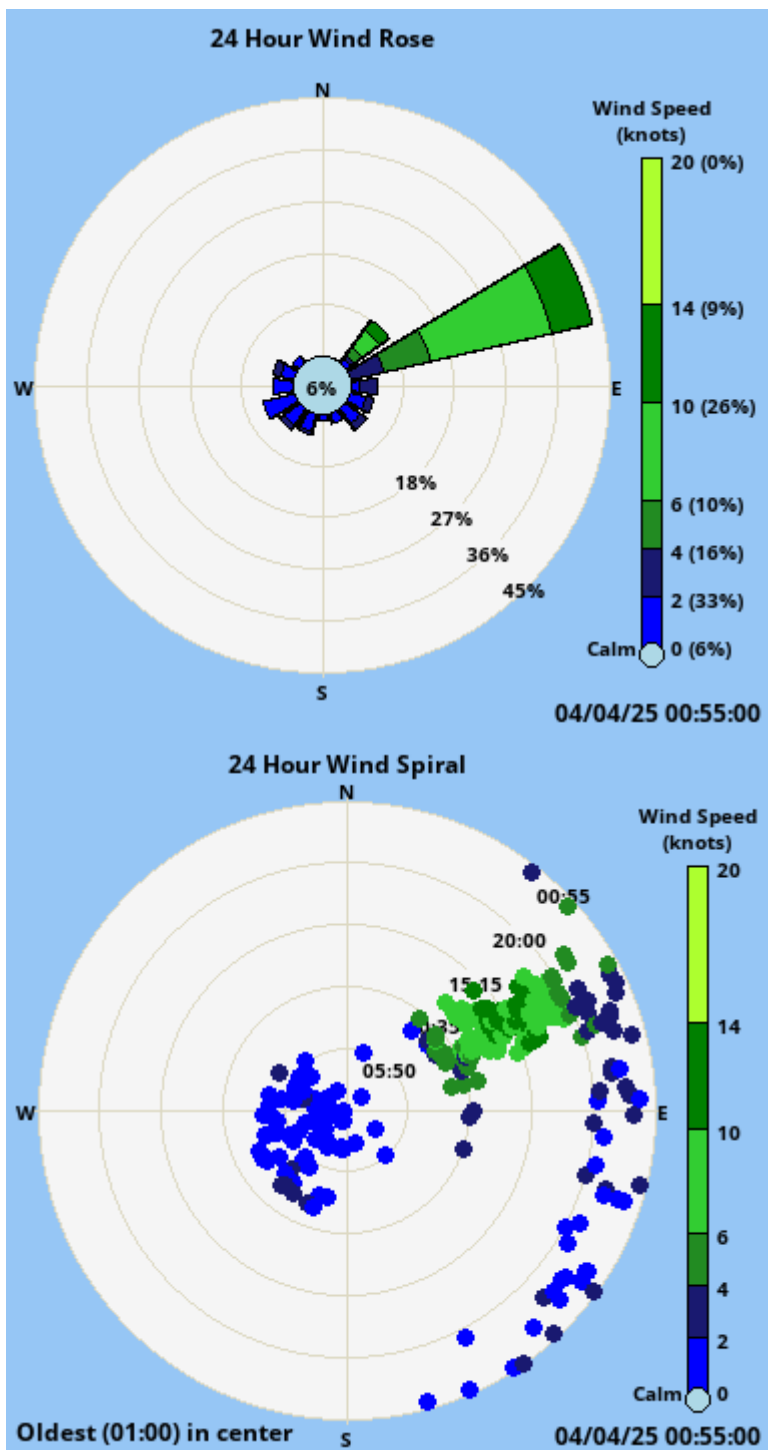 24 Hour Wind Rose
N
Wind Speed
(knots)
20 (0%)
14 (9%)
W
6%
E
10 (26%)
18%
6 (10%)
27%
4 (16%)
36%
2 (33%)
45%
Calm
0 (6%)
S
04/04/25 00:55:00
24 Hour Wind Spiral
N
Wind Speed
(knots)
20
00:55
20:00
15:15
14
05:50
W
E
10
6
4
2
Calm
0
Oldest (01:00) in center
S
04/04/25 00:55:00